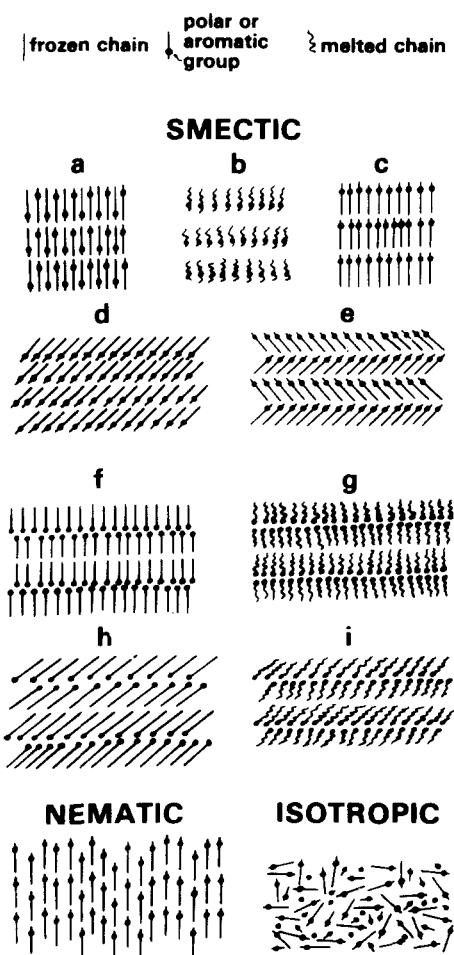 frozen chain
polar or
aromatic
group
melted chain
SMECTIC
a b c
d e
f g
h i
NEMATIC ISOTROPIC